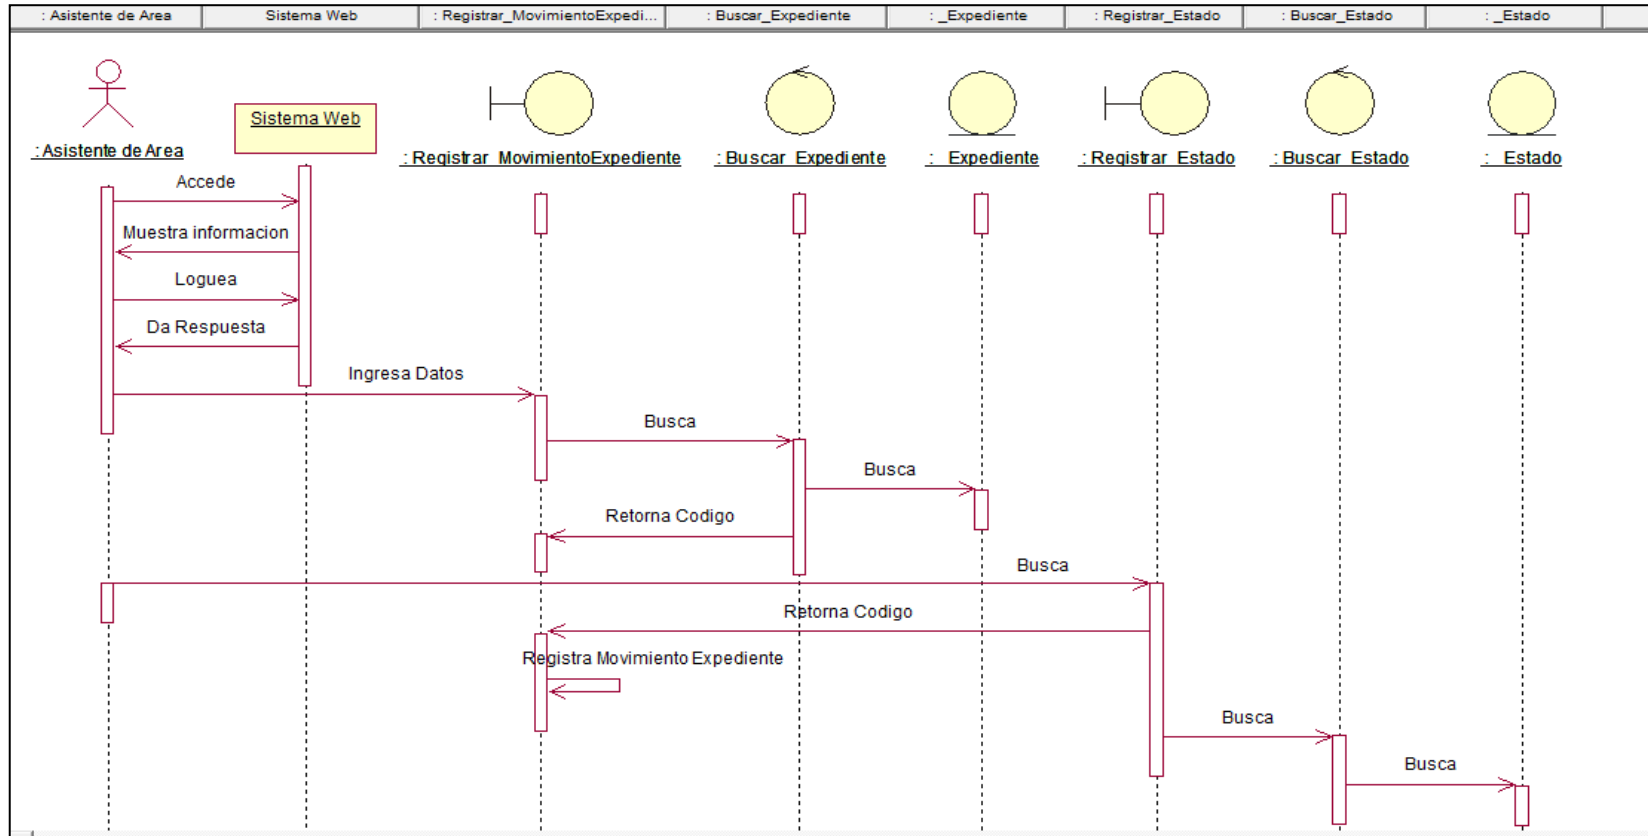 : Asistente de Area
Sistema Web
: Registrar_MovimientoExpedi...
: Buscar_Expediente
: _Expediente
: Registrar_Estado
: Buscar_Estado
: _Estado
: Asistente de Area
Sistema Web
: Registrar_MovimientoExpediente
: Buscar_Expediente
: _Expediente
: Registrar_Estado
: Buscar_Estado
: _Estado
Accede
Muestra informacion
Loguea
Da Respuesta
Ingresa Datos
Busca
Busca
Retorna Codigo
Busca
Retorna Codigo
Registra Movimiento Expediente
Busca
Busca